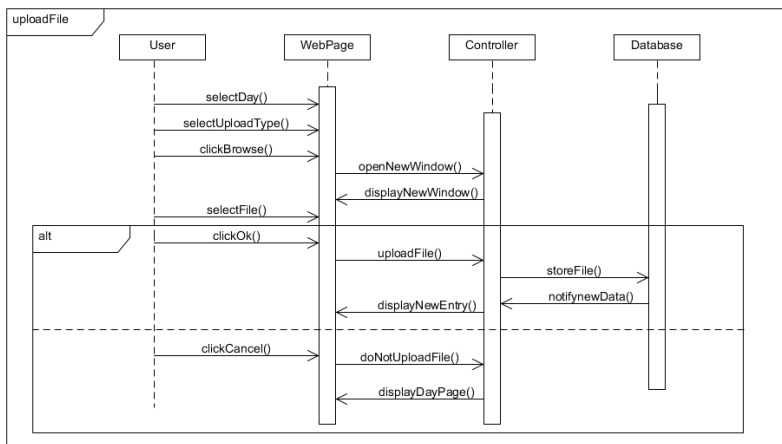 uploadFile
User
WebPage
Controller
Database
selectDay()
selectUploadType()
clickBrowse()
openNewWindow()
displayNewWindow()
selectFile()
alt
clickOk()
uploadFile()
storeFile()
notifynewData()
displayNewEntry()
clickCancel()
doNotUploadFile()
displayDayPage()